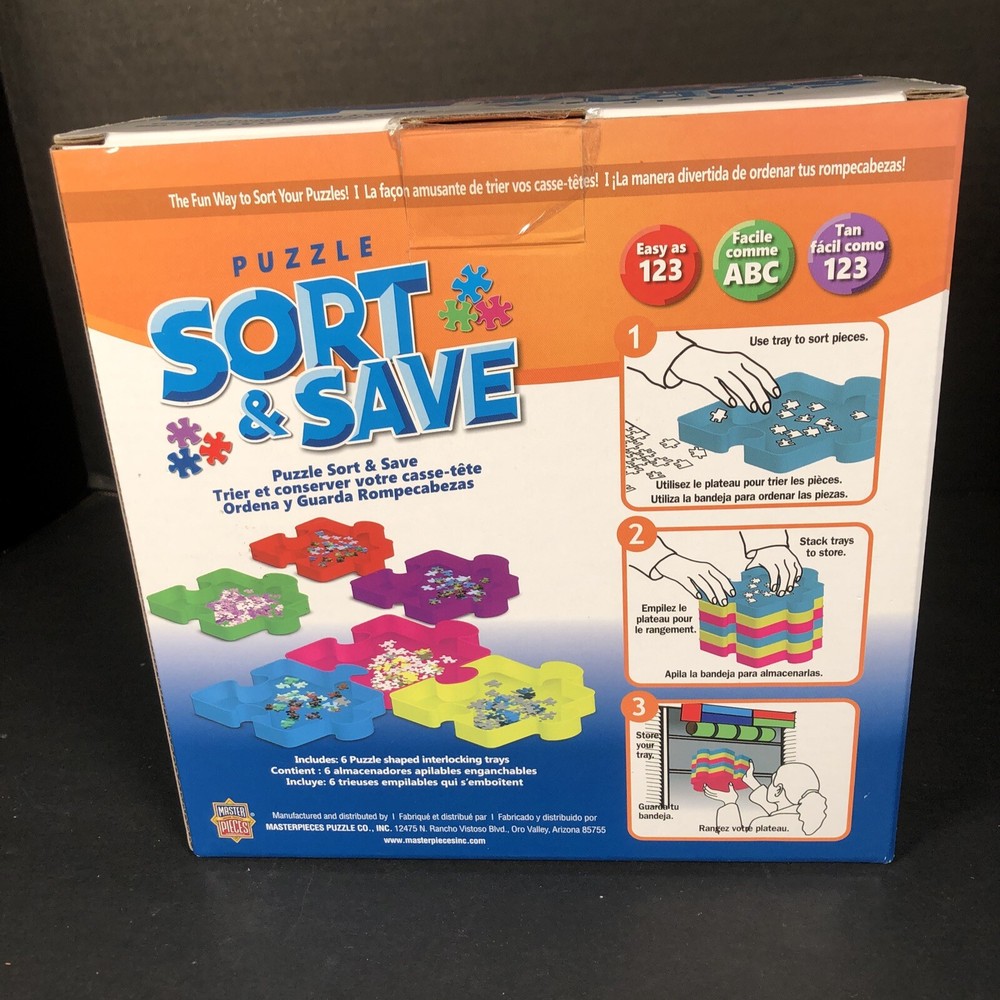 The Fun Way to Sort Your Puzzles! I La façon amusante de trier vos casse-têtes! I ¡La manera divertida de ordenar tus rompecabezas!
PUZZLE
SORT
& SAVE
Puzzle Sort & Save
Trier et conserver votre casse-tête
Ordena y Guarda Rompecabezas
Easy as
123
Facile
comme
ABC
Tan
fácil como
123
1
Use tray to sort pieces.
Utilisez le plateau pour trier les pièces.
Utiliza la bandeja para ordenar las piezas.
2
Stack trays
to store.
Empilez le
plateau pour
le rangement.
Apila la bandeja para almacenarlas.
3
Store
your
tray.
Guarda tu
bandeja.
Rangez votre plateau.
Includes: 6 Puzzle shaped interlocking trays
Contient : 6 almacenadores apilables enganchables
Incluye: 6 trieuses empilables qui s'emboîtent
MASTER
PIECES
Manufactured and distributed by I Fabriqué et distribué par I Fabricado y distribuido por
MASTERPIECES PUZZLE CO., INC. 12475 N. Rancho Vistoso Blvd., Oro Valley, Arizona 85755
www.masterpiecesinc.com